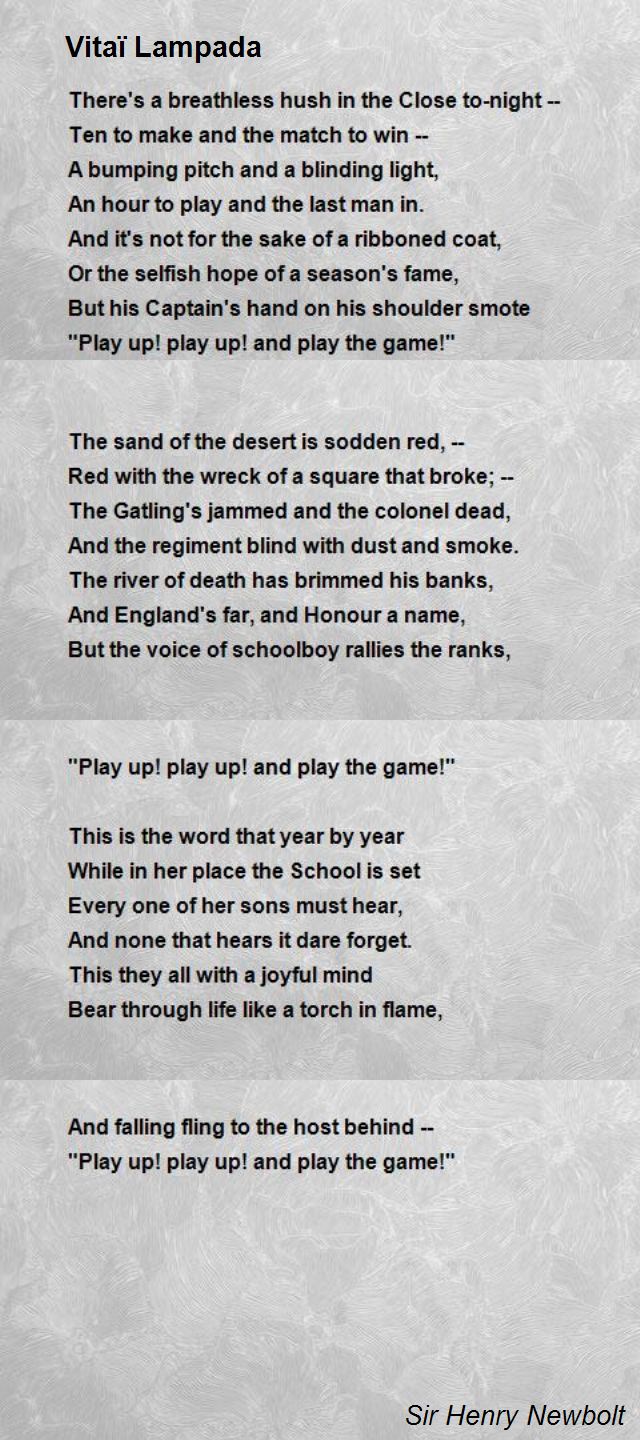 Vitaï Lampada
There's a breathless hush in the Close to-night --
Ten to make and the match to win --
A bumping pitch and a blinding light,
An hour to play and the last man in.
And it's not for the sake of a ribboned coat,
Or the selfish hope of a season's fame,
But his Captain's hand on his shoulder smote
"Play up! play up! and play the game!"
The sand of the desert is sodden red, --
Red with the wreck of a square that broke; --
The Gatling's jammed and the colonel dead,
And the regiment blind with dust and smoke.
The river of death has brimmed his banks,
And England's far, and Honour a name,
But the voice of schoolboy rallies the ranks,
"Play up! play up! and play the game!"
This is the word that year by year
While in her place the School is set
Every one of her sons must hear,
And none that hears it dare forget.
This they all with a joyful mind
Bear through life like a torch in flame,
And falling fling to the host behind --
"Play up! play up! and play the game!"
Sir Henry Newbolt